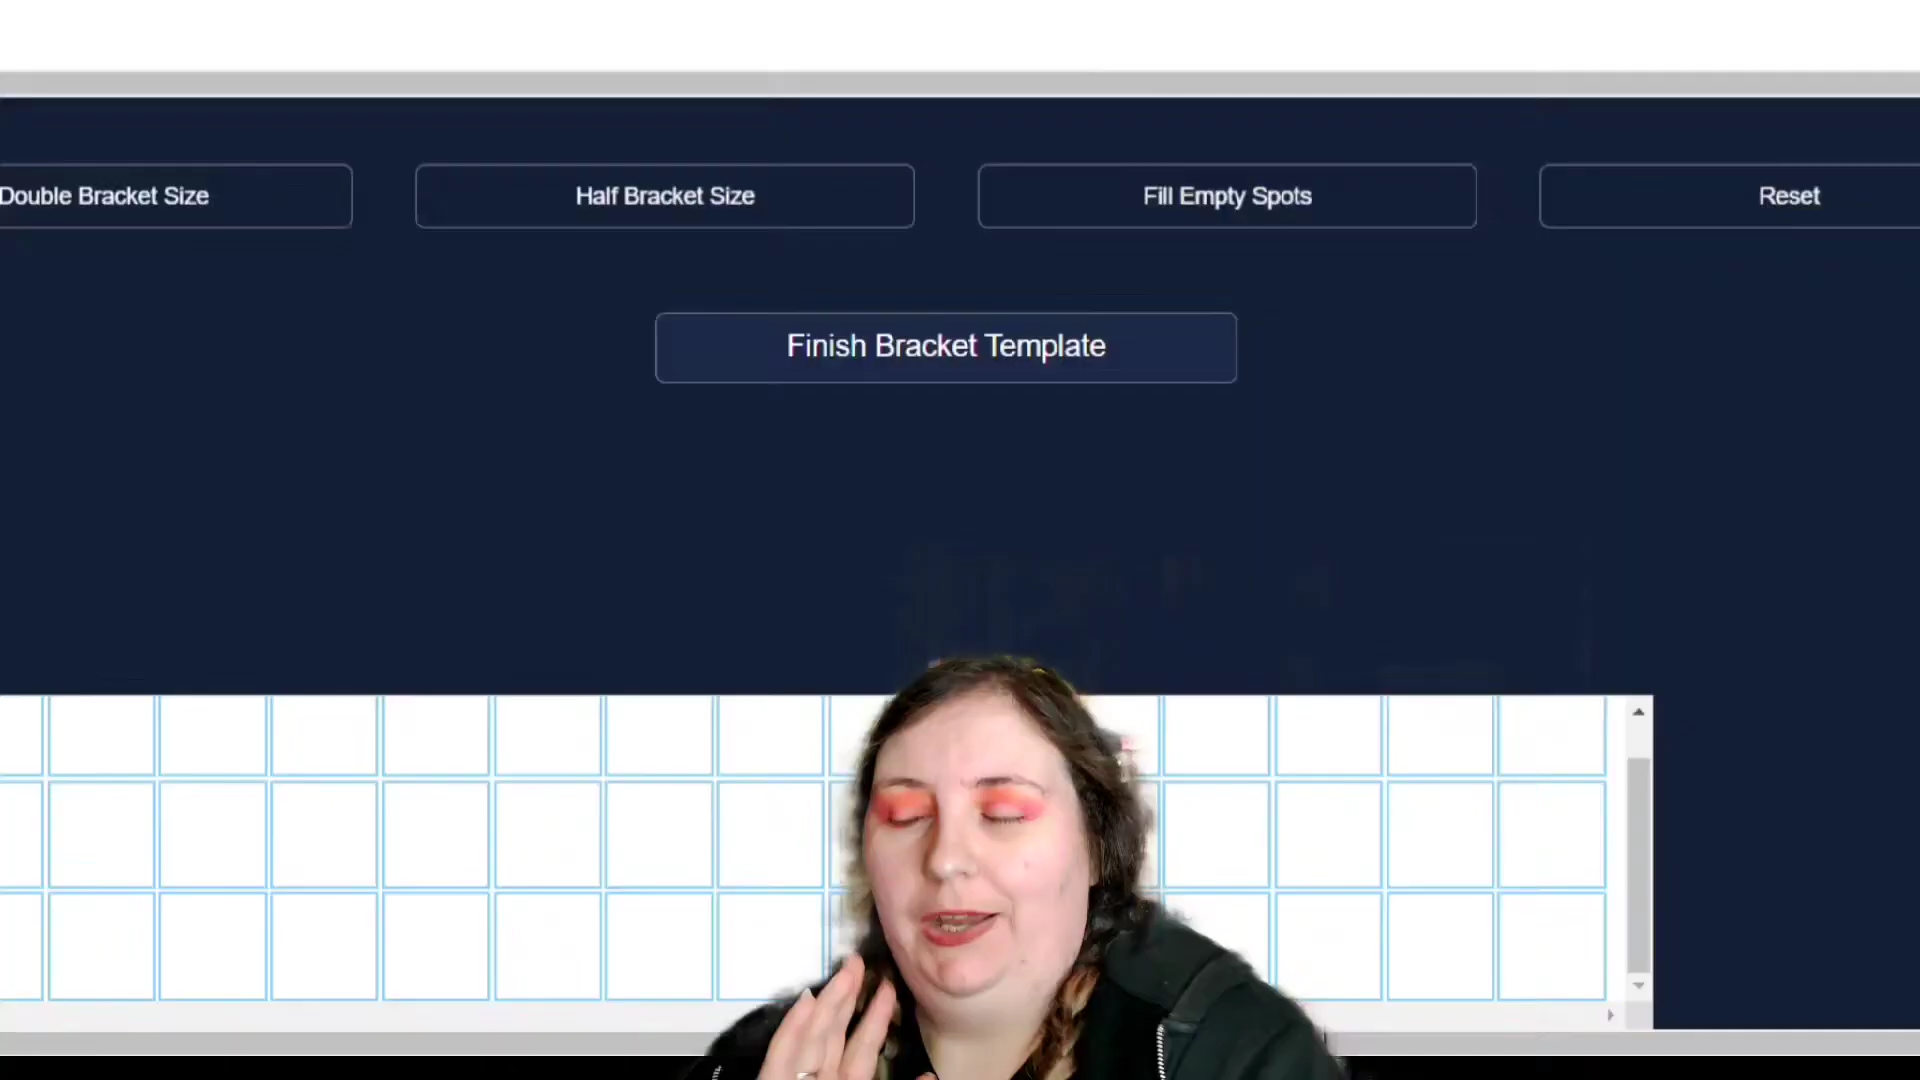 Double Bracket Size
Half Bracket Size
Fill Empty Spots
Reset
Finish Bracket Template